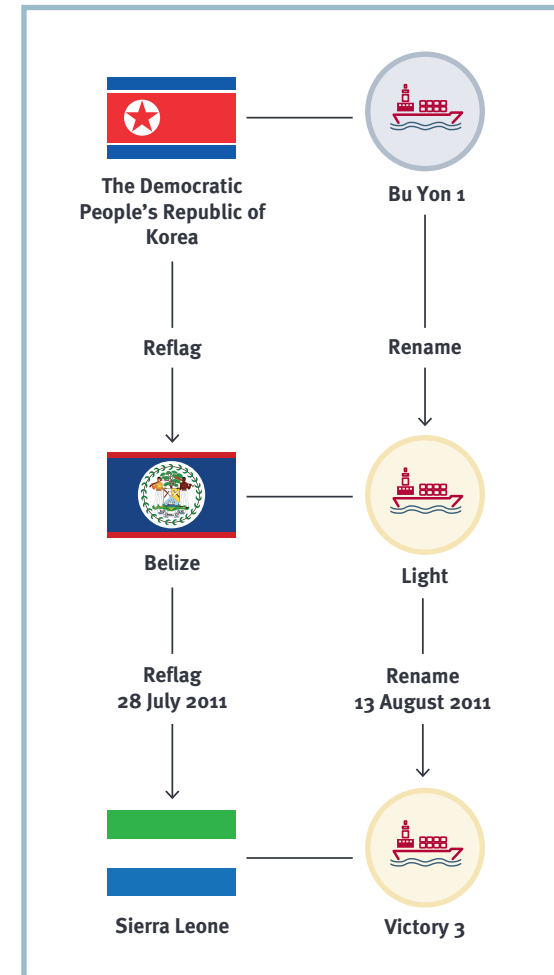 The Democratic
People's Republic of
Korea
Bu Yon 1
Reflag
Rename
Belize
Light
Reflag
28 July 2011
Rename
13 August 2011
Sierra Leone
Victory 3